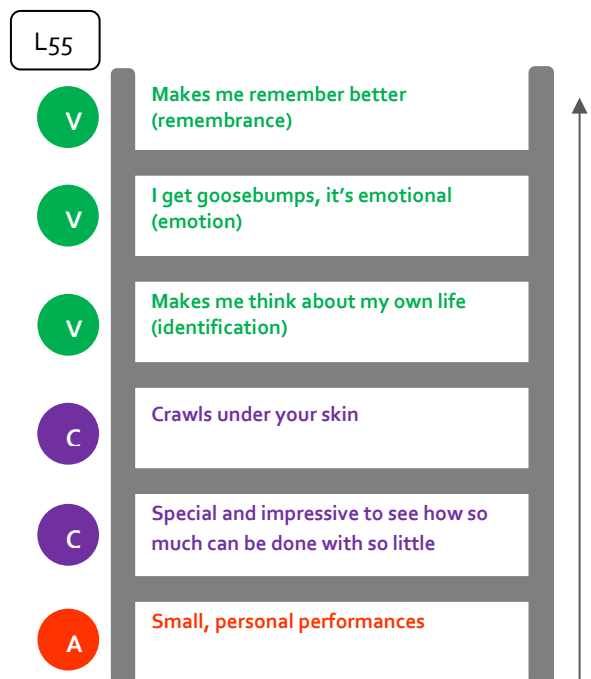 L55
V
Makes me remember better
(remembrance)
V
I get goosebumps, it's emotional
(emotion)
V
Makes me think about my own life
(identification)
C
Crawls under your skin
C
Special and impressive to see how so
much can be done with so little
A
Small, personal performances